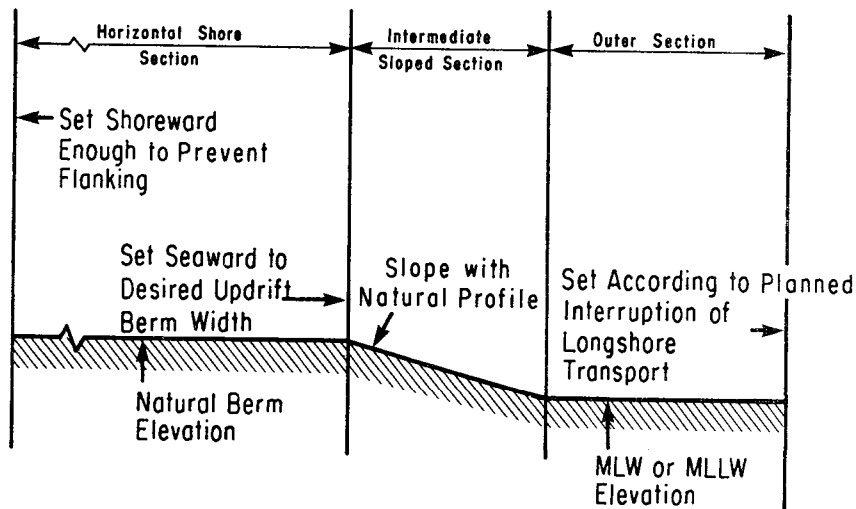 Horizontal Shore
Section
Intermediate
Sloped Section
Outer Section
Set Shoreward
Enough to Prevent
Flanking
Set Seaward to
Desired Updrift
Berm Width
Slope with
Natural Profile
Set According to Planned
Interruption of
Longshore
Transport
Natural Berm
Elevation
MLW or MLLW
Elevation